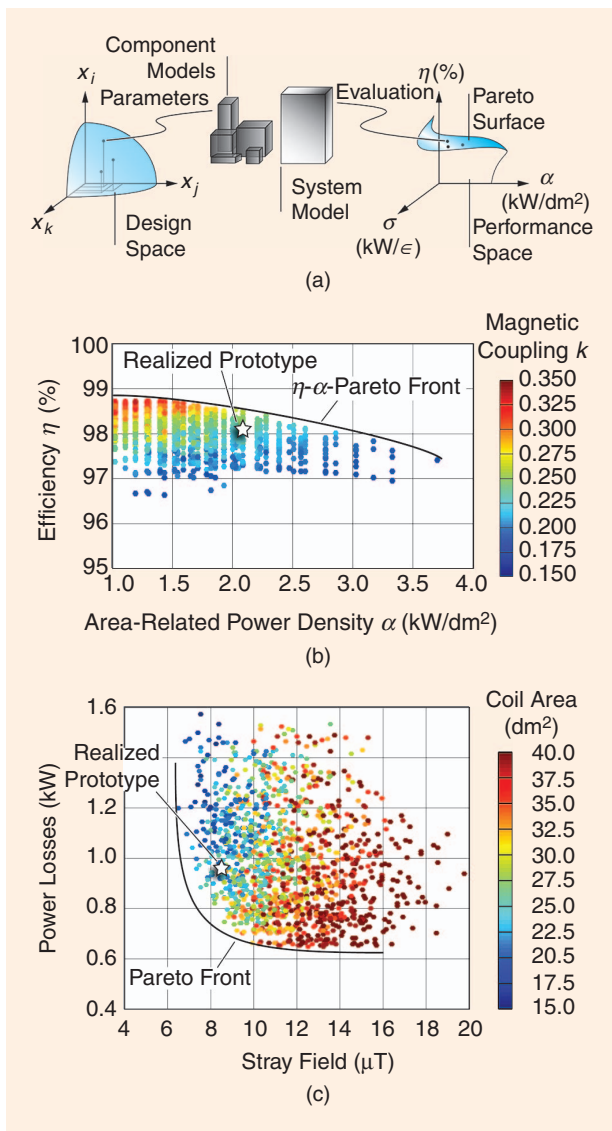 Component
Models
Parameters
Evaluation
η(%)
Pareto
Surface
x_i
x_j
x_k
Design
Space
System
Model
σ
(kW/ϵ)
α
(kW/dm²)
Performance
Space
(a)
Magnetic
Coupling k
Realized Prototype
η-α-Pareto Front
Efficiency η (%)
100
99
98
97
96
95
1.0
1.5
2.0
2.5
3.0
3.5
4.0
Area-Related Power Density α (kW/dm²)
0.350
0.325
0.300
0.275
0.250
0.225
0.200
0.175
0.150
(b)
Coil Area
(dm²)
Realized
Prototype
Pareto Front
Power Losses (kW)
1.6
1.4
1.2
1.0
0.8
0.6
0.4
4
6
8
10
12
14
16
18
20
Stray Field (μT)
40.0
37.5
35.0
32.5
30.0
27.5
25.0
22.5
20.5
17.5
15.0
(c)